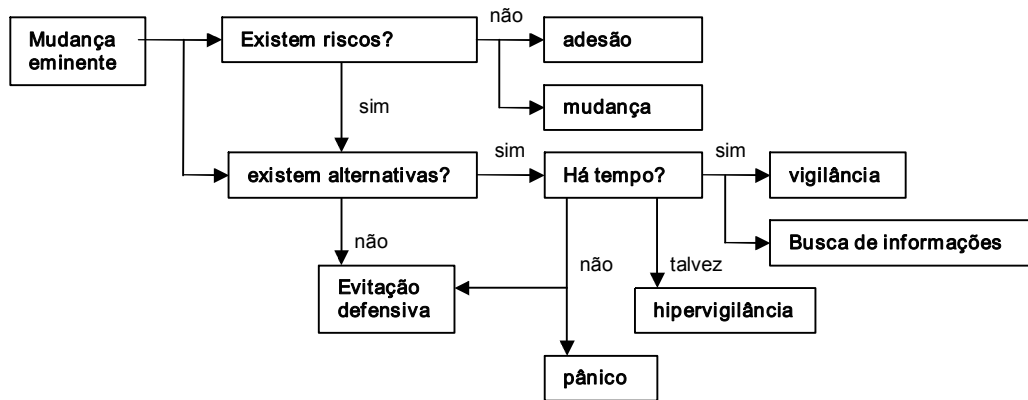 não
Mudança
eminente
Existem riscos?
adesão
mudança
sim
existem alternativas?
sim
Há tempo?
sim
vigilância
Busca de informações
não
Evitação
defensiva
não
talvez
hipervigilância
pânico